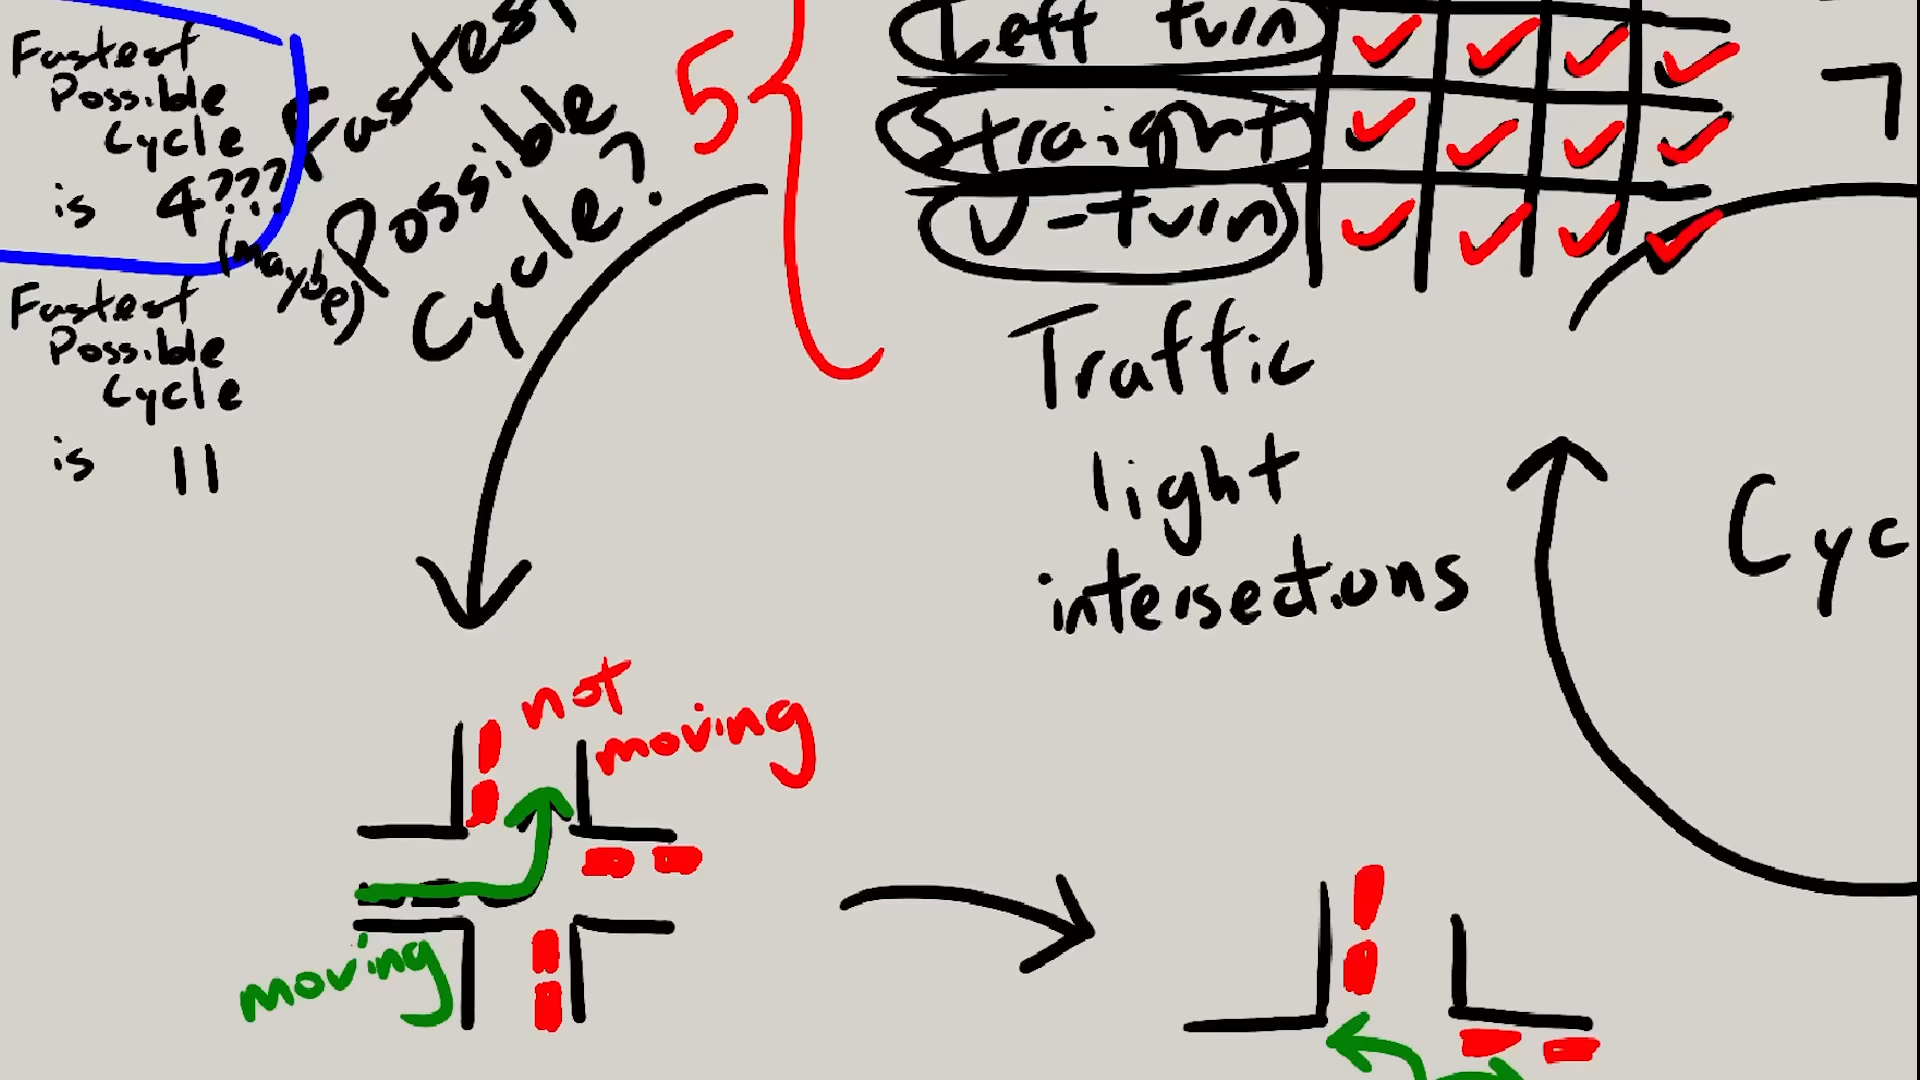 Fastest
Possible
Cycle
is 4???
(maybe)
Fastest
Possible
Cycle
is 11
Fastest
Possible
Cycle?
5
Left turn
Straight
U-turn
Traffic
light
intersections
Cyc
not
moving
moving